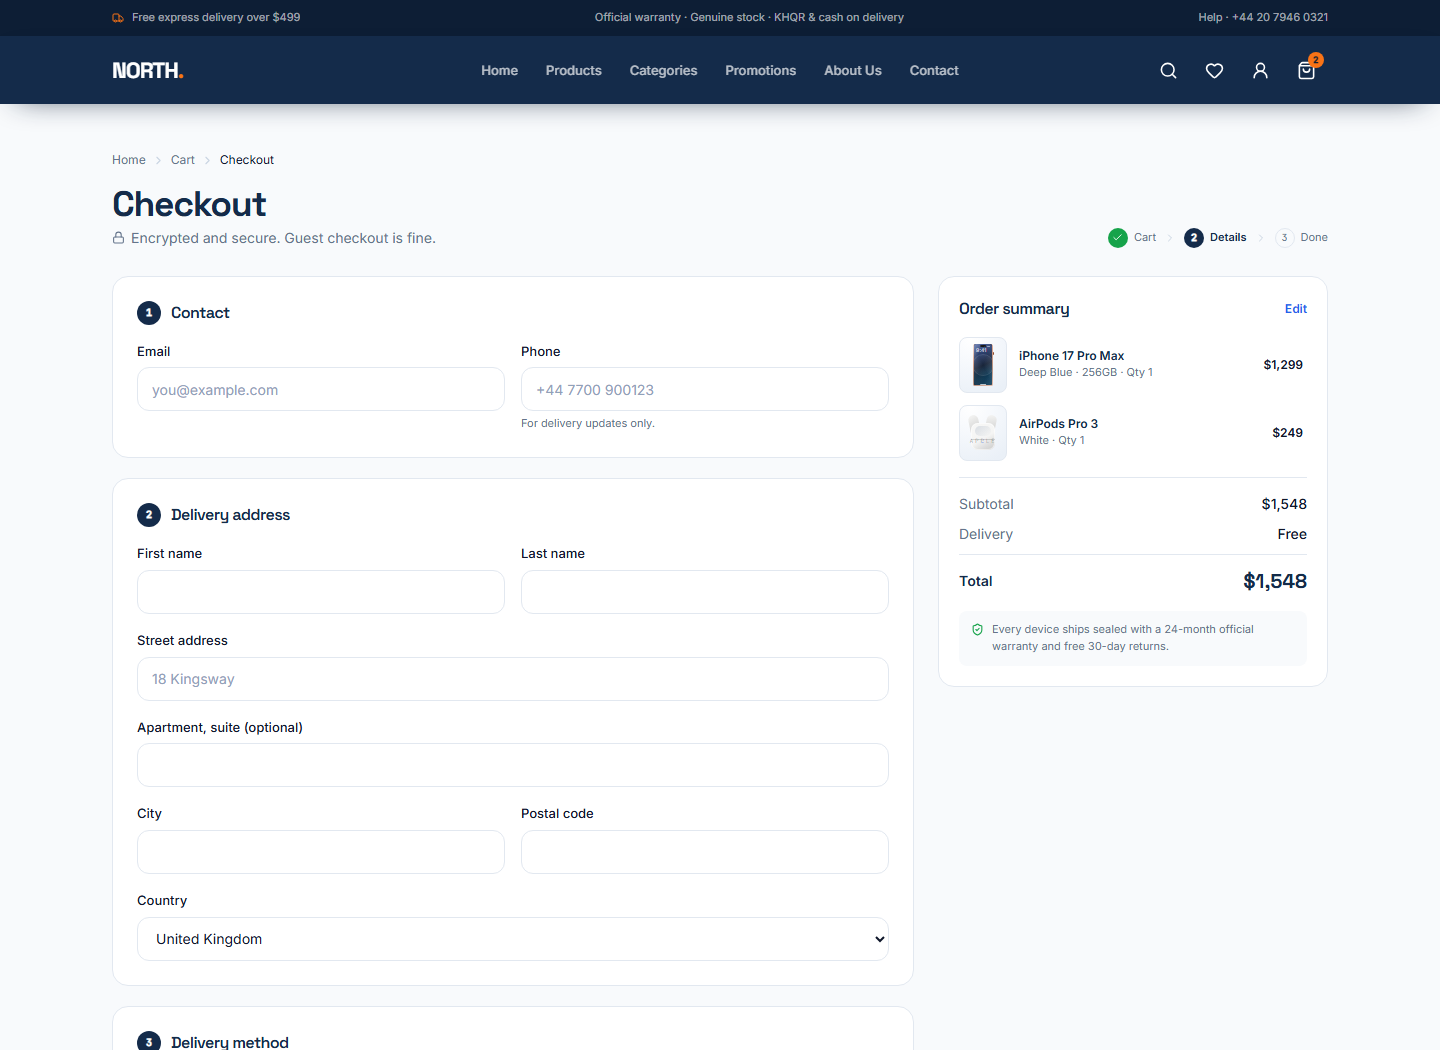 Free express delivery over $499
Official warranty · Genuine stock · KHQR & cash on delivery
Help · +44 20 7946 0321
NORTH.
Home
Products
Categories
Promotions
About Us
Contact
2
Home
Cart
Checkout
Checkout
Encrypted and secure. Guest checkout is fine.
Cart
2 Details
3 Done
1 Contact
Email
Phone
you@example.com
+44 7700 900123
For delivery updates only.
2 Delivery address
First name
Last name
Street address
18 Kingsway
Apartment, suite (optional)
City
Postal code
Country
United Kingdom
3 Delivery method
Order summary
Edit
iPhone 17 Pro Max
Deep Blue · 256GB · Qty 1
$1,299
AirPods Pro 3
White · Qty 1
$249
Subtotal
$1,548
Delivery
Free
Total
$1,548
Every device ships sealed with a 24-month official
warranty and free 30-day returns.